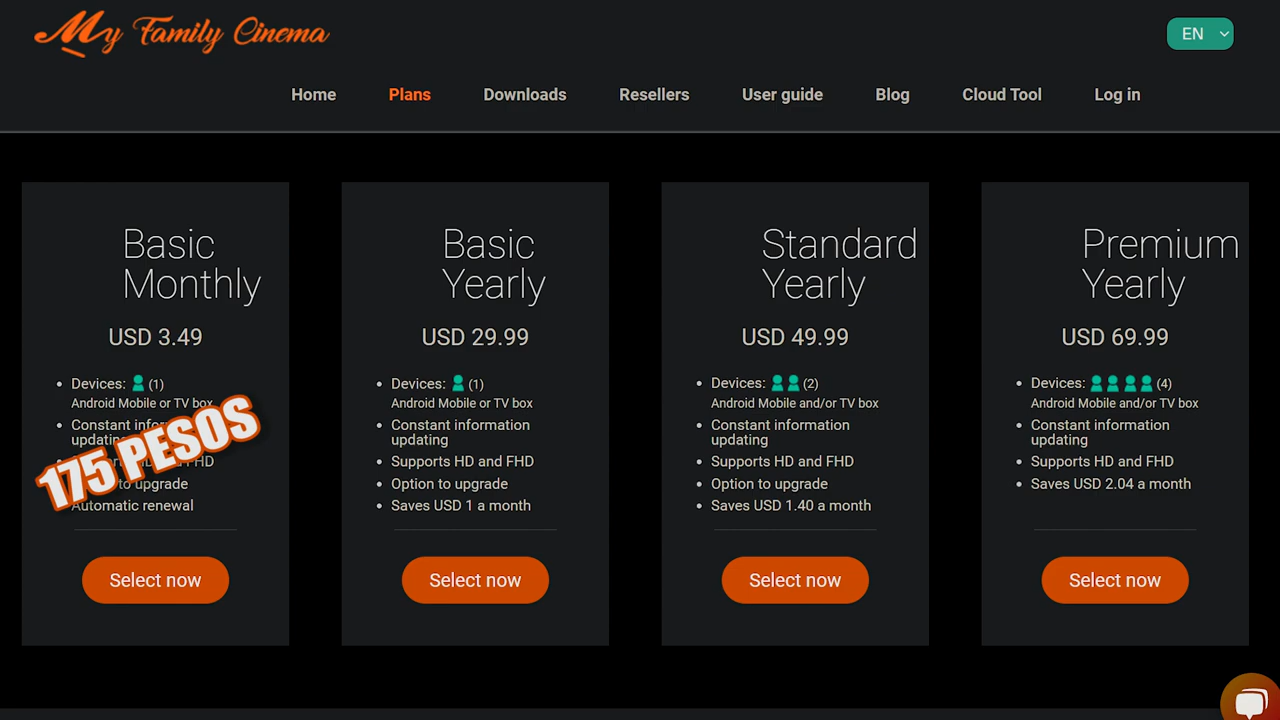 My Family Cinema
EN
Home
Plans
Downloads
Resellers
User guide
Blog
Cloud Tool
Log in
Basic
Monthly
USD 3.49
Devices: (1)
Android Mobile or TV box
Constant
updating
FHD
to upgrade
Automatic renewal
175 PESOS
Select now
Basic
Yearly
USD 29.99
Devices: (1)
Android Mobile or TV box
Constant information
updating
Supports HD and FHD
Option to upgrade
Saves USD 1 a month
Select now
Standard
Yearly
USD 49.99
Devices: (2)
Android Mobile and/or TV box
Constant information
updating
Supports HD and FHD
Option to upgrade
Saves USD 1.40 a month
Select now
Premium
Yearly
USD 69.99
Devices: (4)
Android Mobile and/or TV box
Constant information
updating
Supports HD and FHD
Saves USD 2.04 a month
Select now